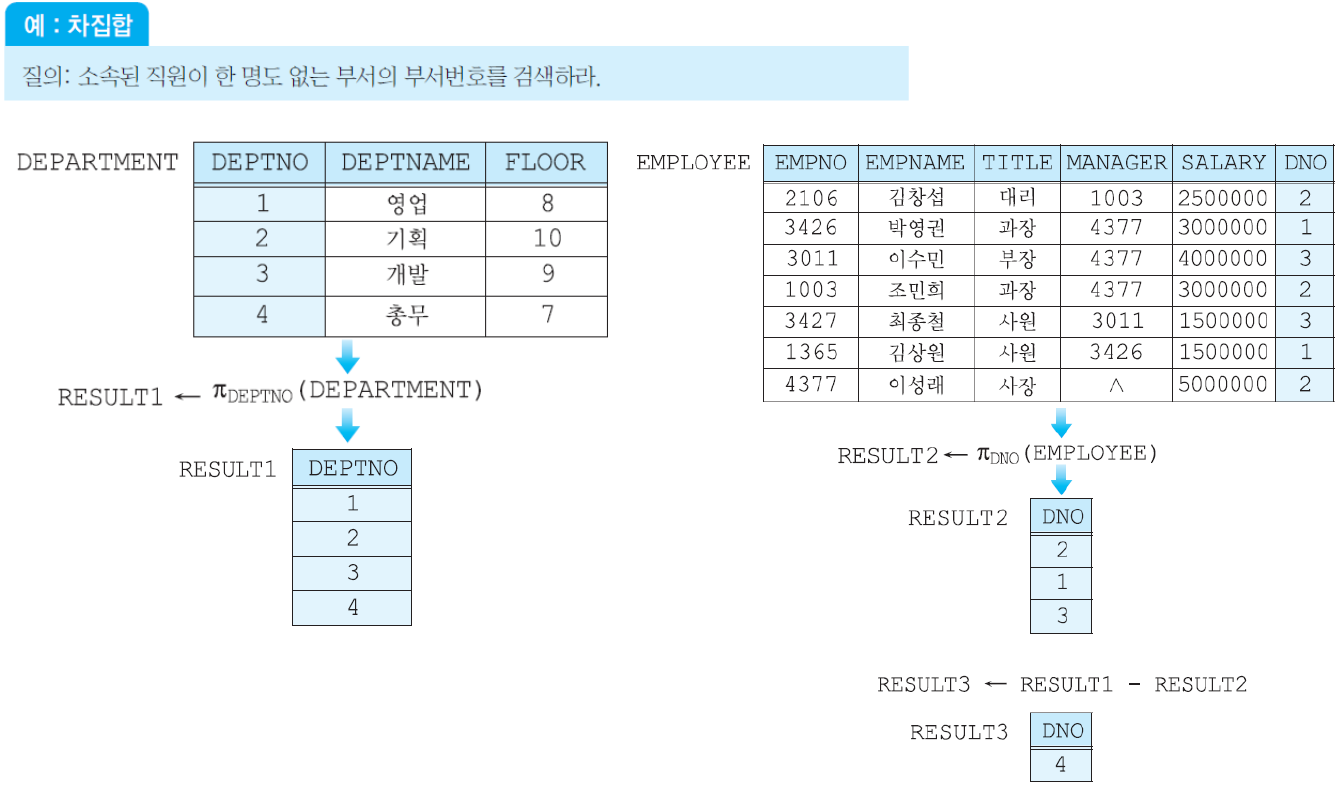 예 : 차집합
질의: 소속된 직원이 한 명도 없는 부서의 부서번호를 검색하라.
DEPARTMENT
DEPTNO DEPTNAME FLOOR
1 영업 8
2 기획 10
3 개발 9
4 총무 7
RESULT1 ← πDEPTNO(DEPARTMENT)
RESULT1
DEPTNO
1
2
3
4
EMPLOYEE
EMPNO EMPNAME TITLE MANAGER SALARY DNO
2106 김창섭 대리 1003 2500000 2
3426 박영권 과장 4377 3000000 1
3011 이수민 부장 4377 4000000 3
1003 조민희 과장 4377 3000000 2
3427 최종철 사원 3011 1500000 3
1365 김상원 사원 3426 1500000 1
4377 이성래 사장 ∧ 5000000 2
RESULT2 ← πDNO(EMPLOYEE)
RESULT2
DNO
2
1
3
RESULT3 ← RESULT1 - RESULT2
RESULT3
DNO
4